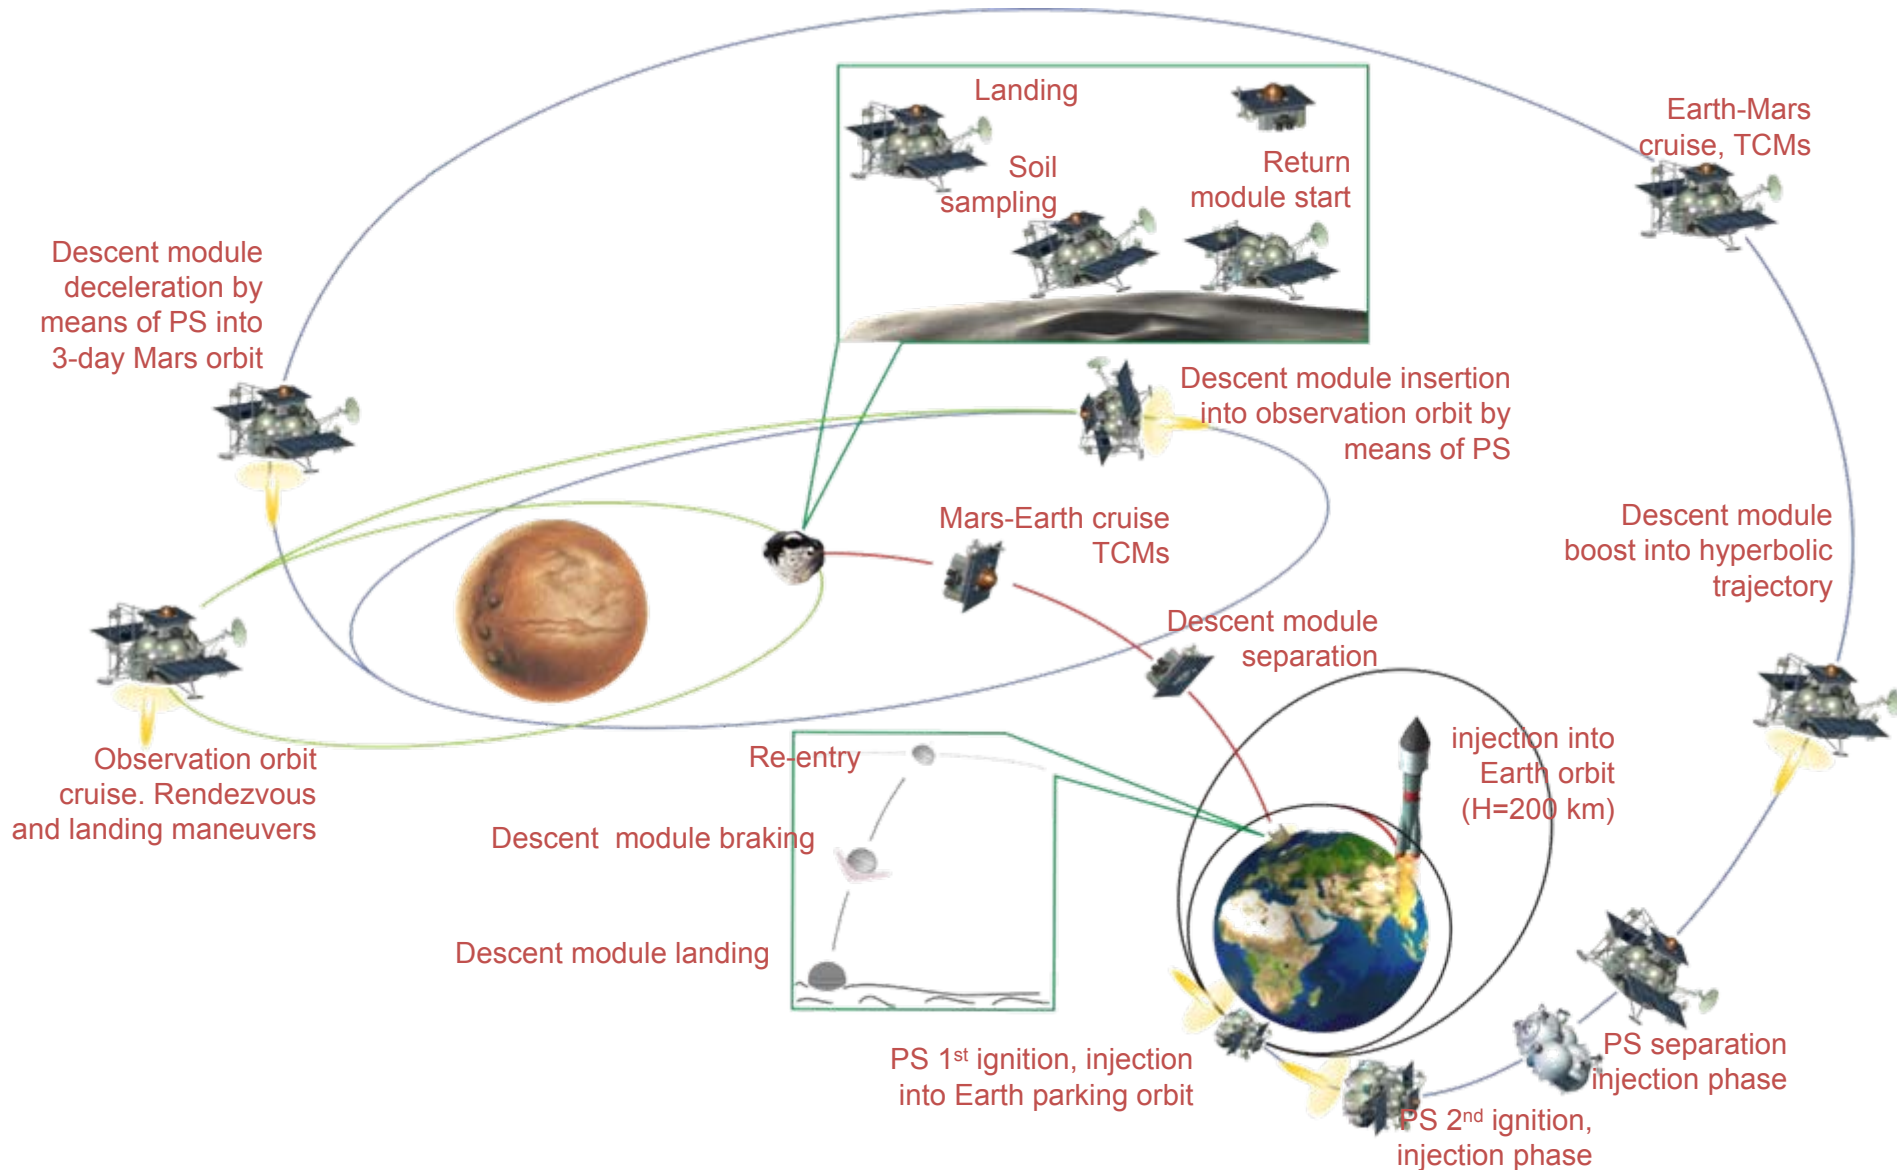 Landing
Soil
sampling
Return
module start
Earth-Mars
cruise, TCMs
Descent module
deceleration by
means of PS into
3-day Mars orbit
Descent module insertion
into observation orbit by
means of PS
Mars-Earth cruise
TCMs
Descent module
boost into hyperbolic
trajectory
Descent module
separation
Observation orbit
cruise. Rendezvous
and landing maneuvers
Re-entry
injection into
Earth orbit
(H=200 km)
Descent  module braking
Descent module landing
PS 1st ignition, injection
into Earth parking orbit
PS separation
injection phase
PS 2nd ignition,
injection phase